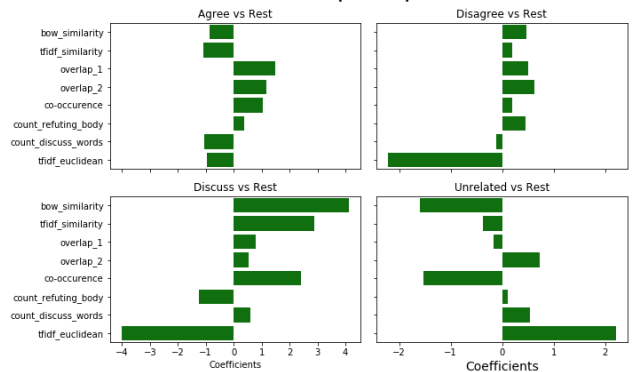 Agree vs Rest
Disagree vs Rest
bow_similarity
tfidf_similarity
overlap_1
overlap_2
co-occurence
count_refuting_body
count_discuss_words
tfidf_euclidean
Discuss vs Rest
Unrelated vs Rest
bow_similarity
tfidf_similarity
overlap_1
overlap_2
co-occurence
count_refuting_body
count_discuss_words
tfidf_euclidean
−4 −3 −2 −1 0 1 2 3 4
−2 −1 0 1 2
Coefficients
Coefficients